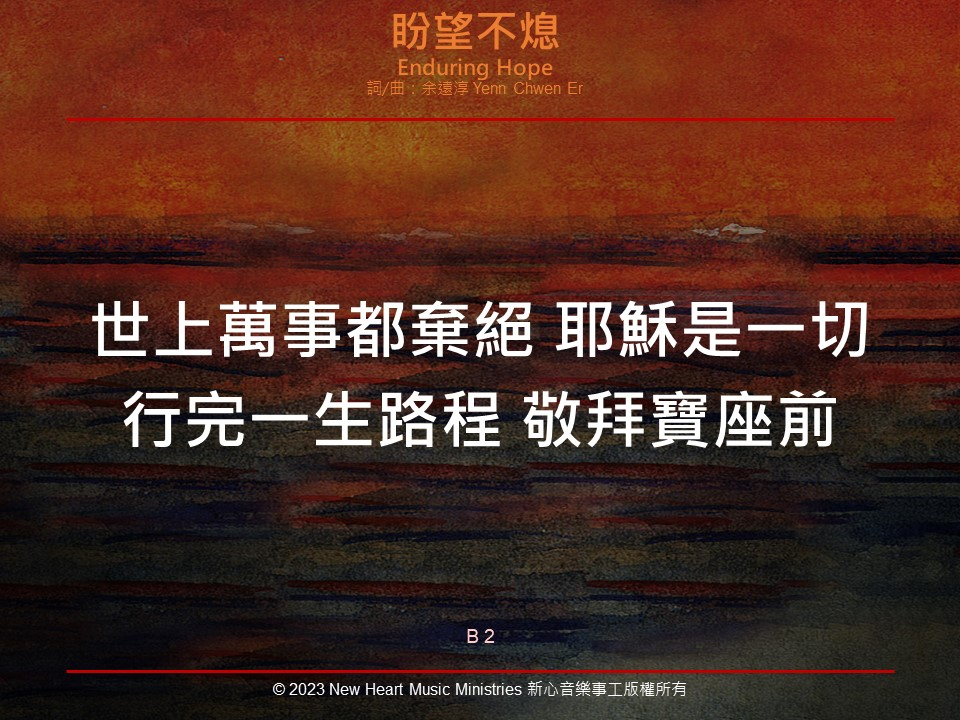 盼望不熄
Enduring Hope
詞/曲：余遠淳 Yenn Chwen Er
世上萬事都棄絕 耶穌是一切
行完一生路程 敬拜寶座前
B 2
© 2023 New Heart Music Ministries 新心音樂事工版權所有